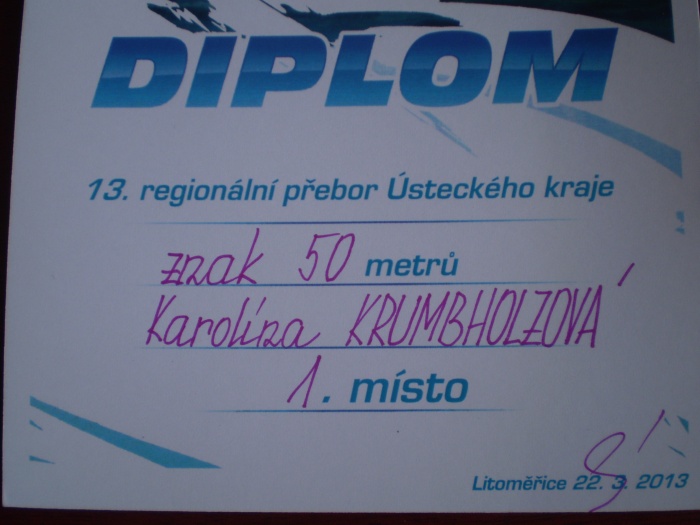 DIPLOM
13. regionální přebor Ústeckého kraje
znak 50 metrů
Karolína KRUMBHOLZOVÁ
1. místo
Litoměřice 22. 3. 2013